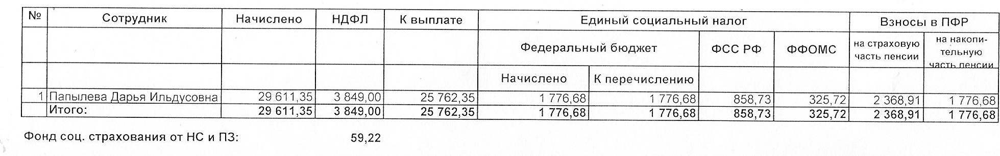 № Сотрудник Начислено НДФЛ К выплате Единый социальный налог Взносы в ПФР
Федеральный бюджет ФСС РФ ФФОМС на страховую часть пенсии на накопи-тельную часть пенсии
Начислено К перечислению
1 Папылева Дарья Ильдусовна 29 611,35 3 849,00 25 762,35 1 776,68 1 776,68 858,73 325,72 2 368,91 1 776,68
Итого: 29 611,35 3 849,00 25 762,35 1 776,68 1 776,68 858,73 325,72 2 368,91 1 776,68
Фонд соц. страхования от НС и ПЗ: 59,22